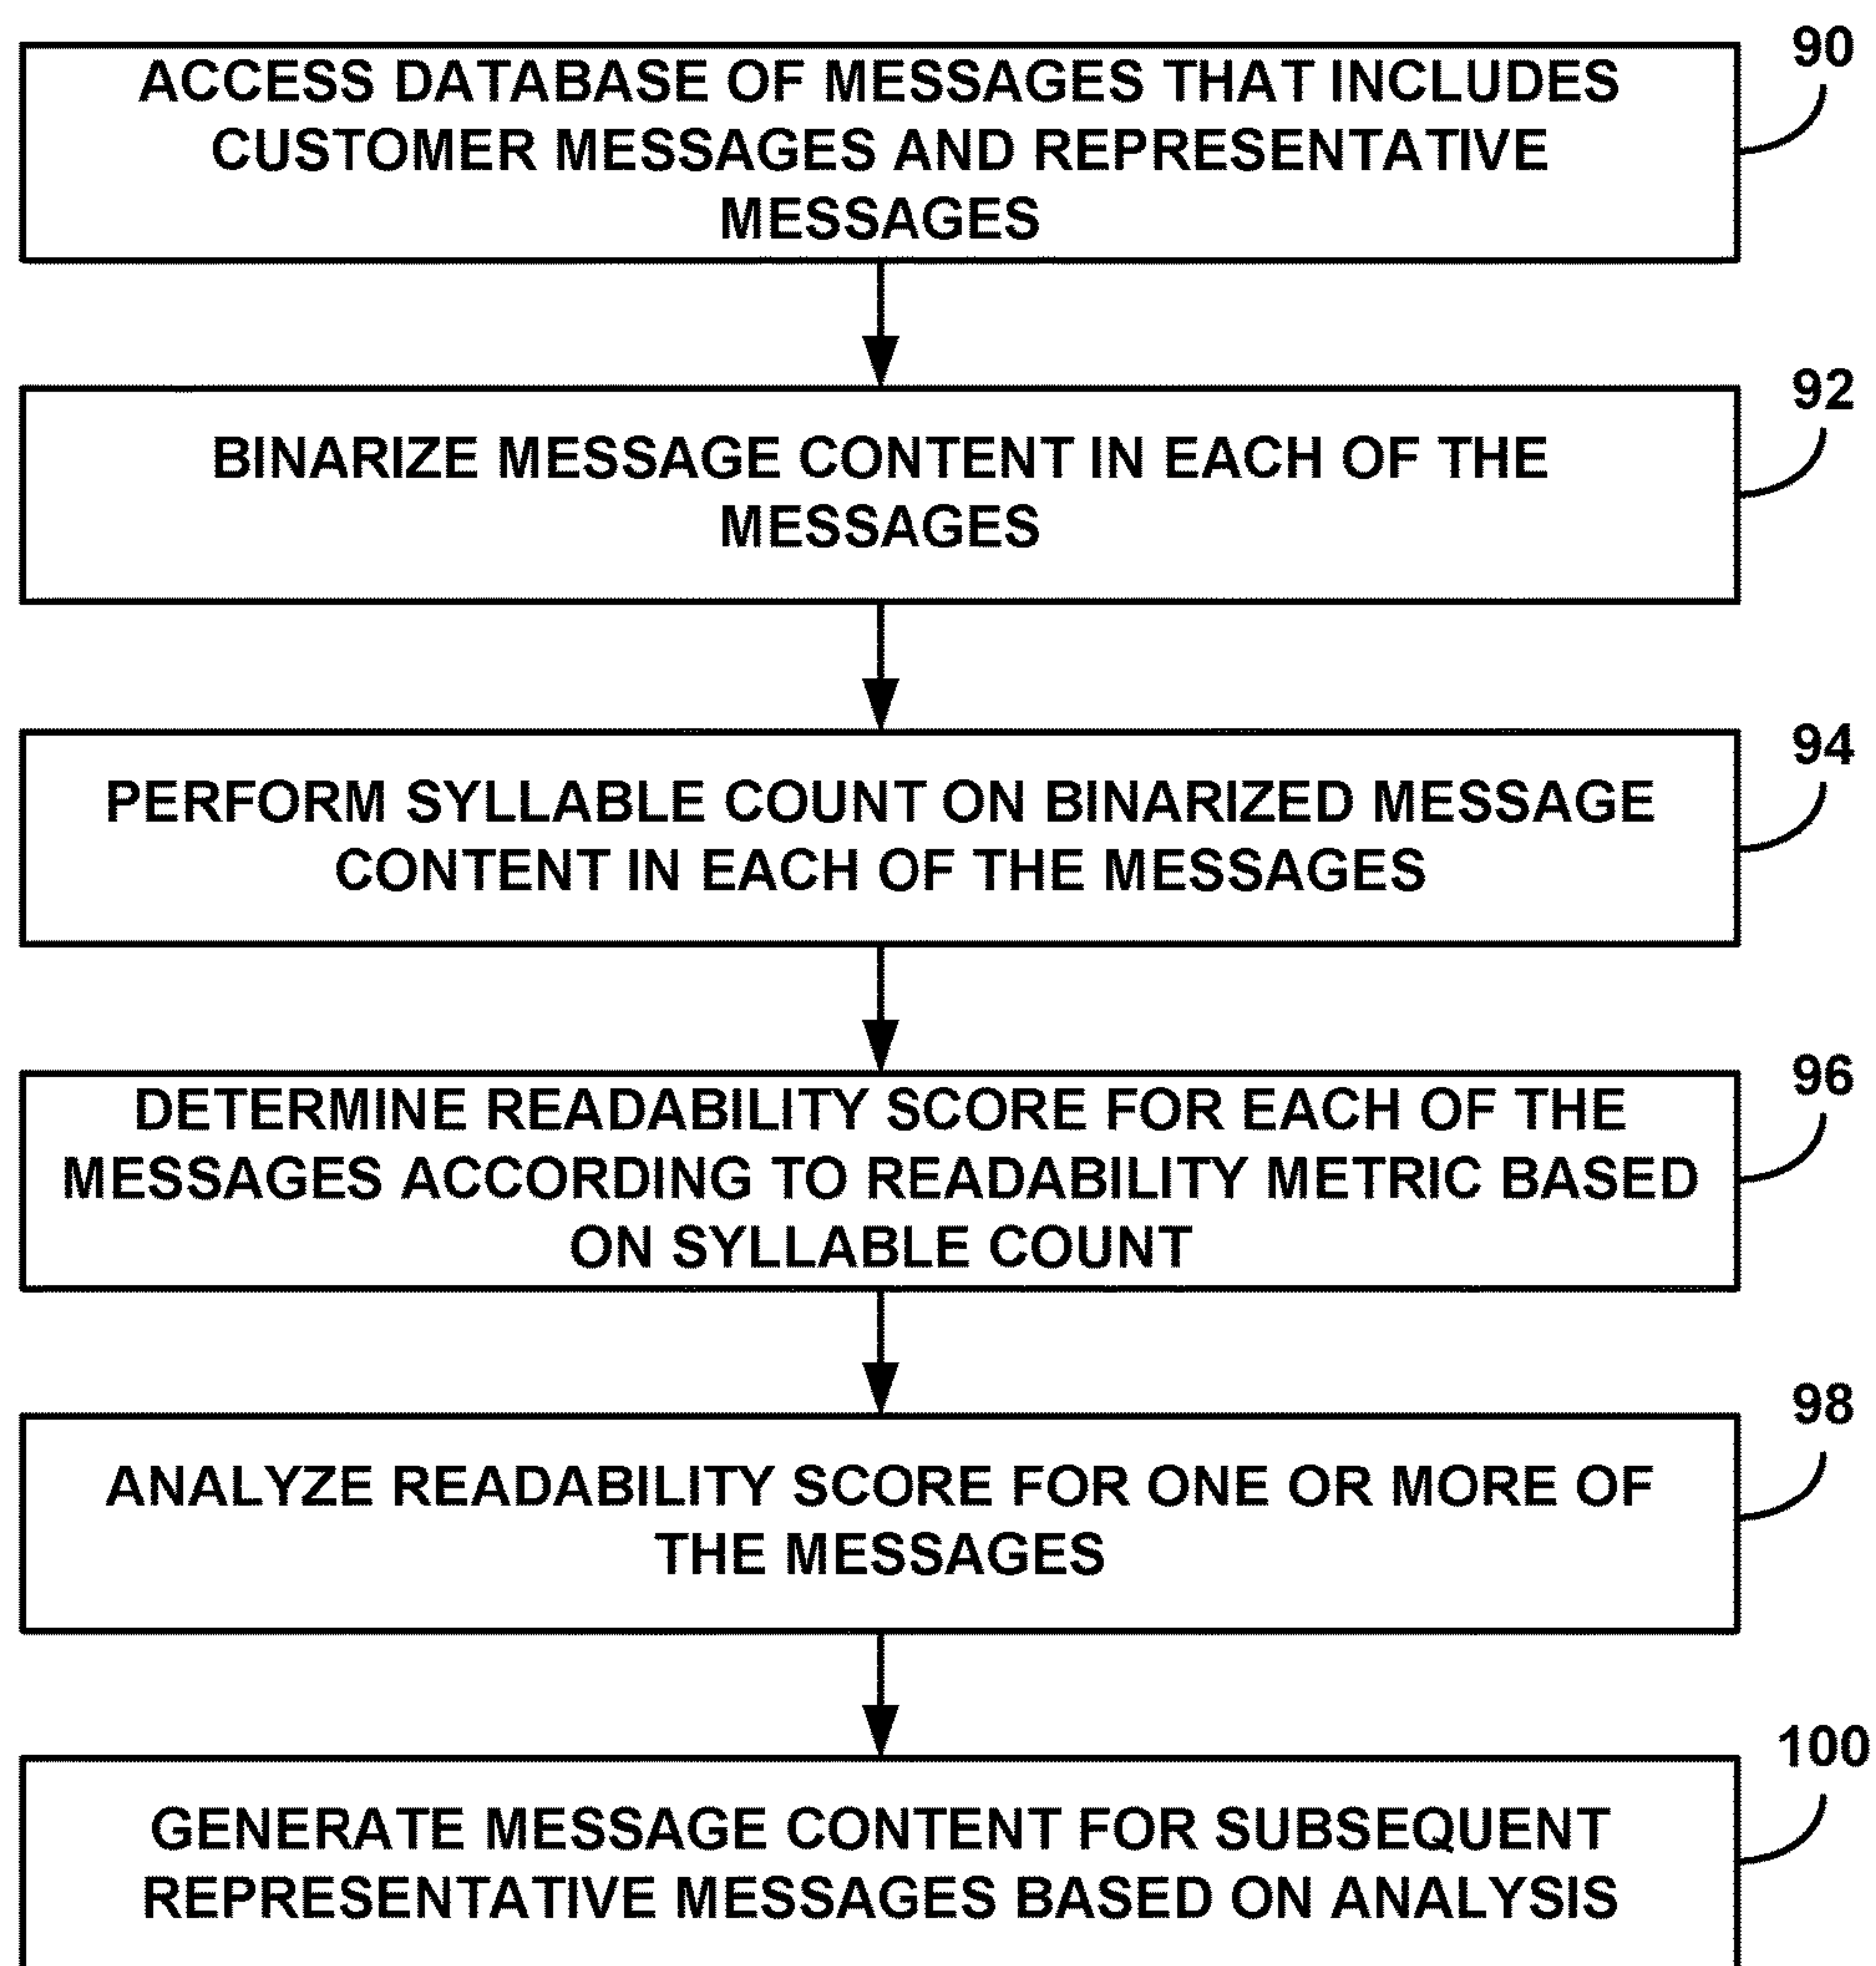 90
ACCESS DATABASE OF MESSAGES THAT INCLUDES
CUSTOMER MESSAGES AND REPRESENTATIVE
MESSAGES
92
BINARIZE MESSAGE CONTENT IN EACH OF THE
MESSAGES
94
PERFORM SYLLABLE COUNT ON BINARIZED MESSAGE
CONTENT IN EACH OF THE MESSAGES
96
DETERMINE READABILITY SCORE FOR EACH OF THE
MESSAGES ACCORDING TO READABILITY METRIC BASED
ON SYLLABLE COUNT
98
ANALYZE READABILITY SCORE FOR ONE OR MORE OF
THE MESSAGES
100
GENERATE MESSAGE CONTENT FOR SUBSEQUENT
REPRESENTATIVE MESSAGES BASED ON ANALYSIS